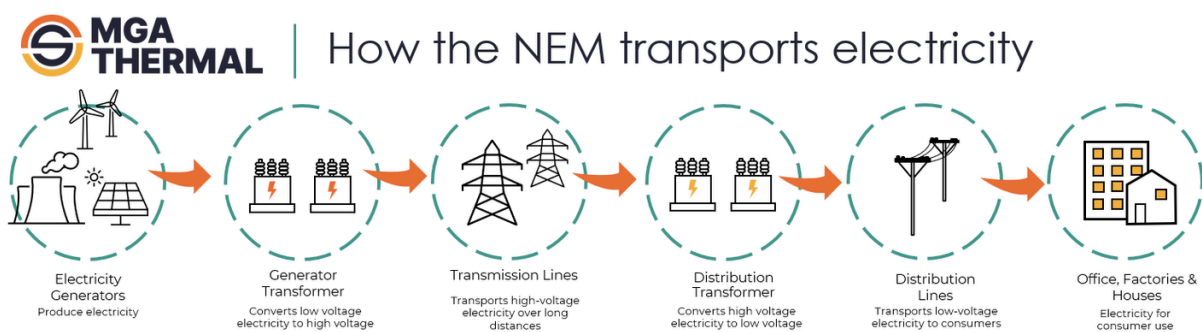 MGA
THERMAL
How the NEM transports electricity
Electricity
Generators
Produce electricity
Generator
Transformer
Converts low voltage
electricity to high voltage
Transmission Lines
Transports high-voltage
electricity over long
distances
Distribution
Transformer
Converts high voltage
electricity to low voltage
Distribution
Lines
Transports low-voltage
electricity to consumers
Office, Factories &
Houses
Electricity for
consumer use